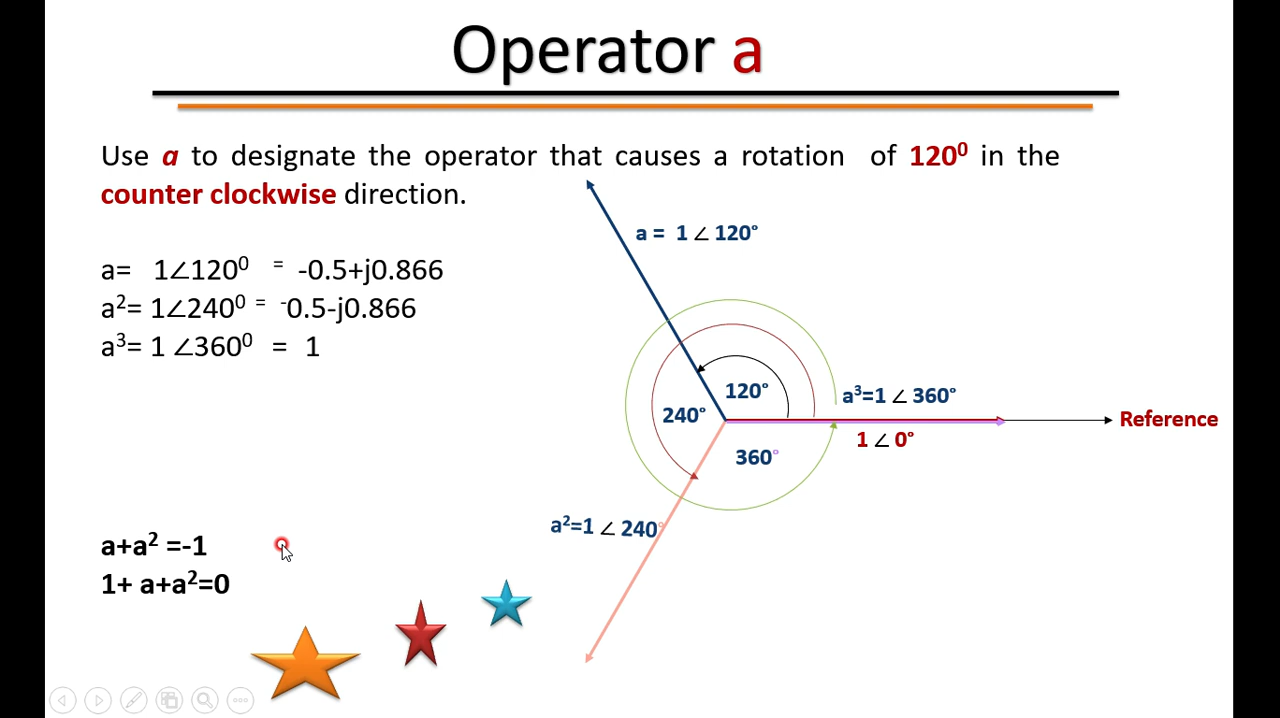 Operator a
Use a to designate the operator that causes a rotation of 120⁰ in the
counter clockwise direction.
a= 1∠120⁰ = -0.5+j0.866
a²= 1∠240⁰ = -0.5-j0.866
a³= 1 ∠360⁰ = 1
a = 1 ∠ 120°
120°
240°
360°
a³=1 ∠ 360°
Reference
1 ∠ 0°
a²=1 ∠ 240°
a+a² =-1
1+ a+a²=0